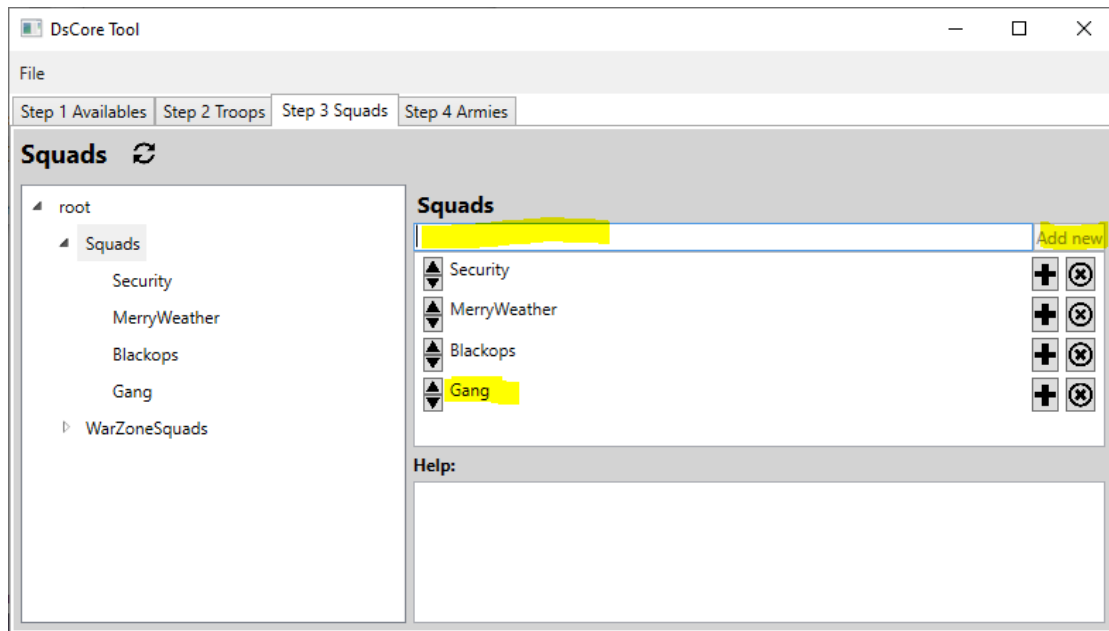 DsCore Tool
File
Step 1 Availables Step 2 Troops Step 3 Squads Step 4 Armies
Squads
root
Squads
Security
MerryWeather
Blackops
Gang
WarZoneSquads
Squads
Add new
Security
MerryWeather
Blackops
Gang
Help: